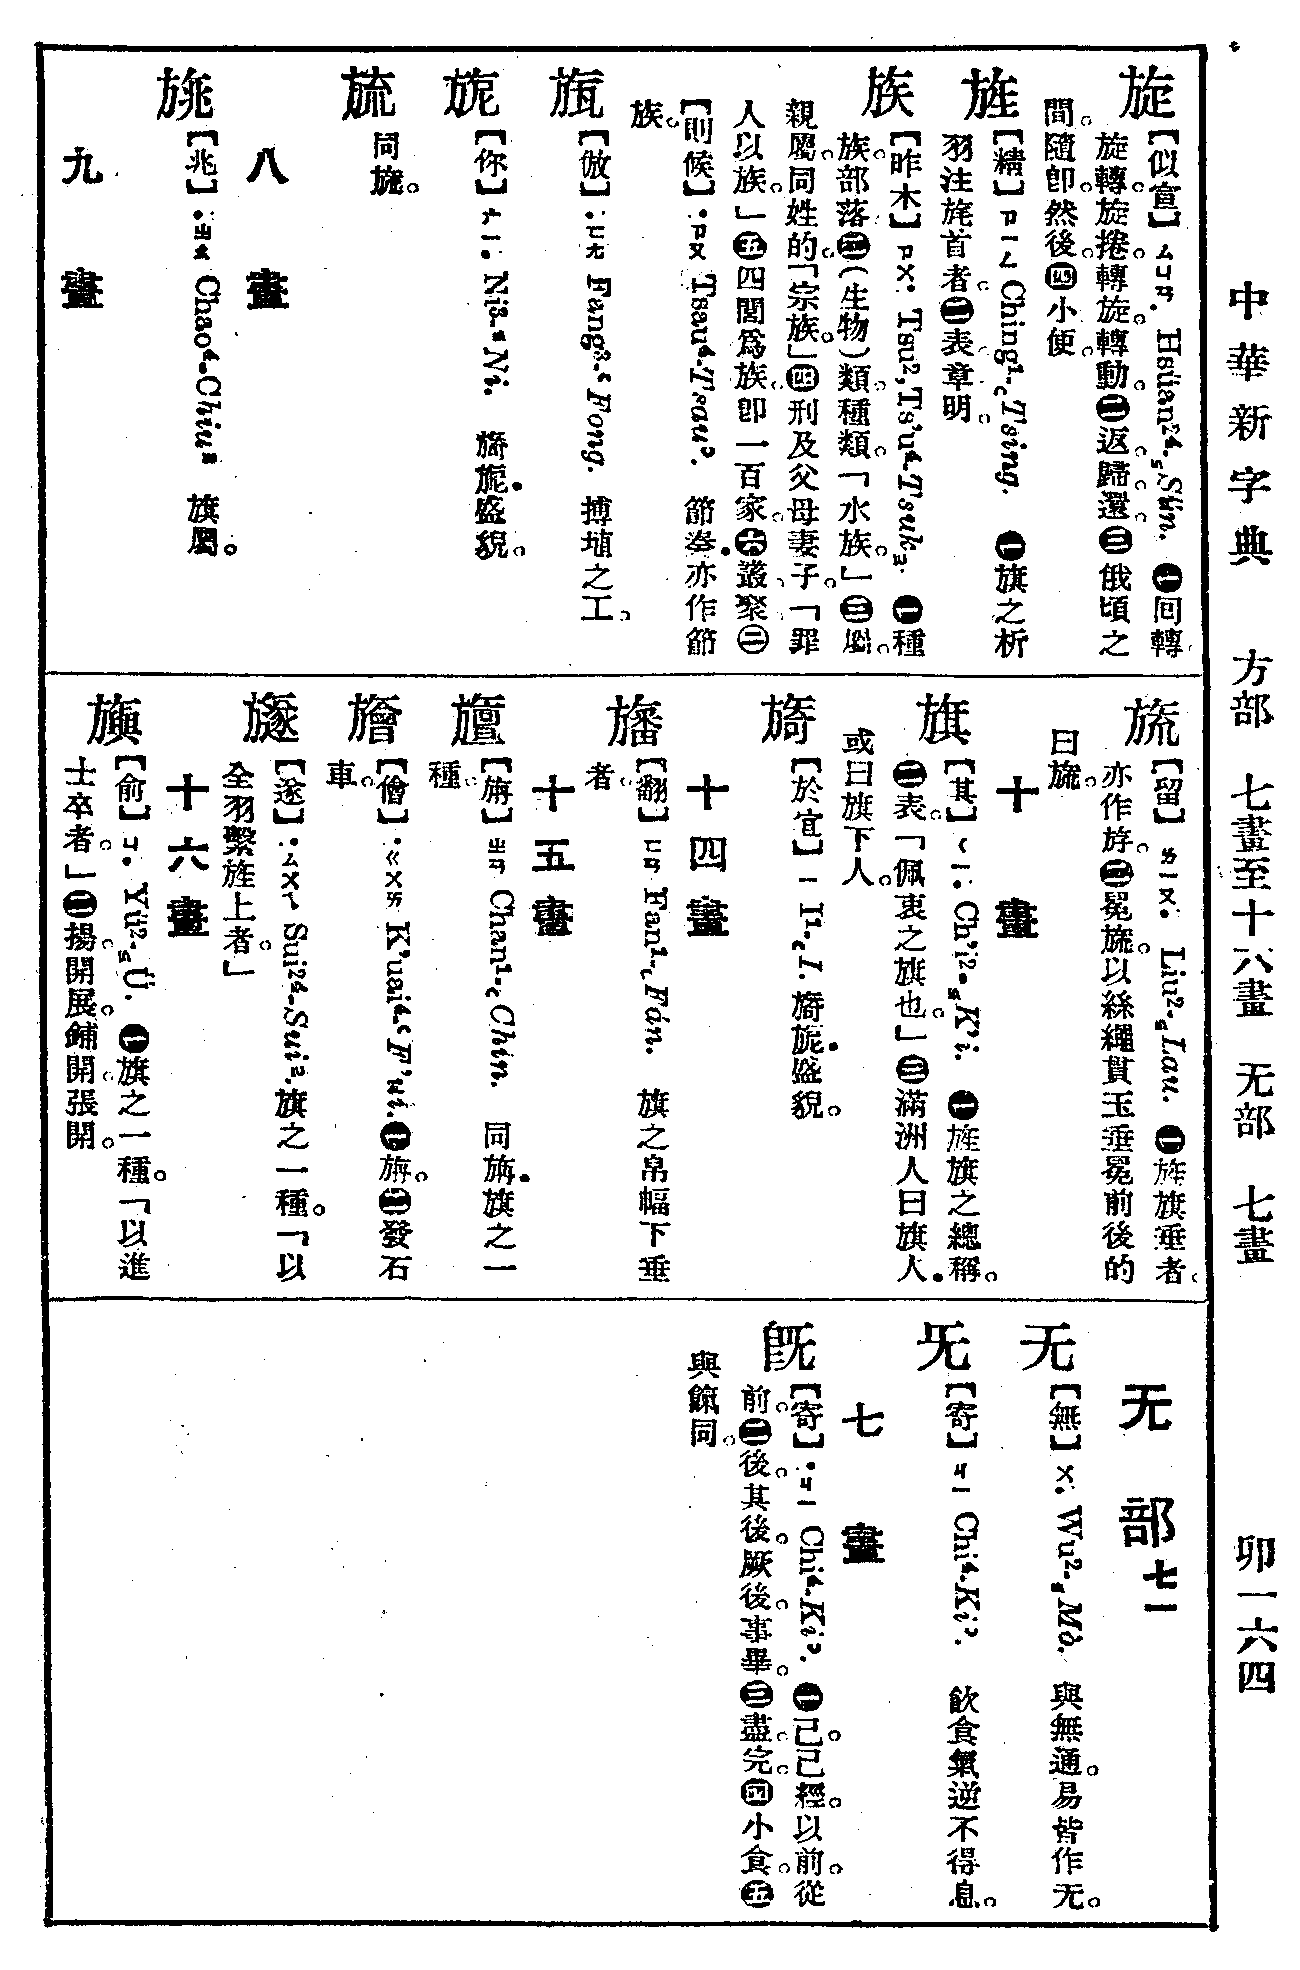 中華新字典　方部　七畫至十六畫　无部　七畫　卯一六四
旋【似宣】ㄙㄩㄢ. Hsüan²⁴-Sün. ㊀回轉
旋轉。旋捲。轉旋。轉動。㊁返。歸。還。㊂俄頃之
間。隨卽。然後。㊃小便。
旌【精】ㄗㄧㄥ Ching¹-Tsing. ㊀旗之析
羽注旄首者。㊁表。章明。
族【昨木】ㄗㄨ. Tsu², Ts'u⁴-Tsuk. ㊀種
族。部落。㊁(生物)類。種類。「水族。」㊂屬。
親屬。同姓的。「宗族。」㊃刑及父母妻子。「罪
人以族。」㊄四閭爲族。卽一百家。㊅叢聚。㊁
【則候】.ㄗㄡ Tsau⁴-Tsau. 節奏。亦作節
族。
旊【倣】.ㄈㄤ Fang³-Fong. 搏埴之工。
旎【你】ㄋㄧ. Ni³-Ni. 旖旎。盛貌。
旒
同旒。
八畫
旐【兆】.ㄓㄠ Chao⁴-Chiu 旗屬。
九畫
旒【留】ㄌㄧㄡ. Liu²-Lau. ㊀旌旗垂者。
亦作斿。㊁冕旒。以絲繩貫玉垂冕前後的
曰旒。
十畫
旗【其】ㄑㄧ. Ch'i²-K'i. ㊀旌旗之總稱。
㊁表。「佩衷之旗也。」㊂滿洲人曰旗人。
或曰旗下人。
旖【於宜】ㄧ I¹-I. 旖旎。盛貌。
十四畫
旛【翻】ㄈㄢ Fan¹-Fán. 旗之帛幅下垂
者。
十五畫
旜【旃】ㄓㄢ Chan¹-Chin. 同旃。旗之一
種。
旝【儈】.ㄍㄨㄞ K'uai⁴-F'ui. ㊀旃。㊁發石
車。
旞【遂】.ㄙㄨㄟ Sui²⁴-Sui². 旗之一種。「以
全羽繫旌上者。」
十六畫
旟【俞】ㄩ. Yü²-Ü. ㊀旗之一種。「以進
士卒者。」㊁揚開。展。鋪開。張開。
无部七一
无【無】ㄨ. Wu²-Mò. 與無通。易皆作无。
旡【寄】ㄐㄧ Chi⁴-Ki. 飲食氣逆不得息。
七畫
旣【寄】.ㄐㄧ Chi⁴-Ki. ㊀已。已經。以前。從
前。㊁後。其後。厥後。事畢。㊂盡。完。㊃小食。㊄
與餼同。